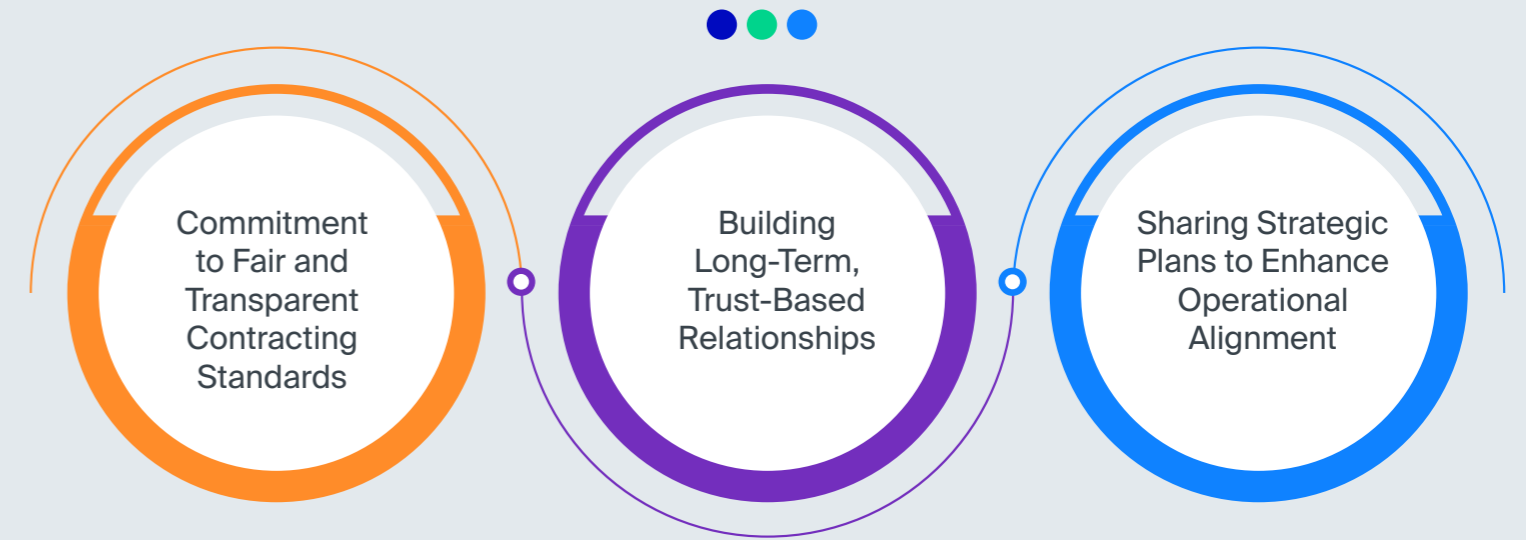 Commitment
to Fair and
Transparent
Contracting
Standards
Building
Long-Term,
Trust-Based
Relationships
Sharing Strategic
Plans to Enhance
Operational
Alignment